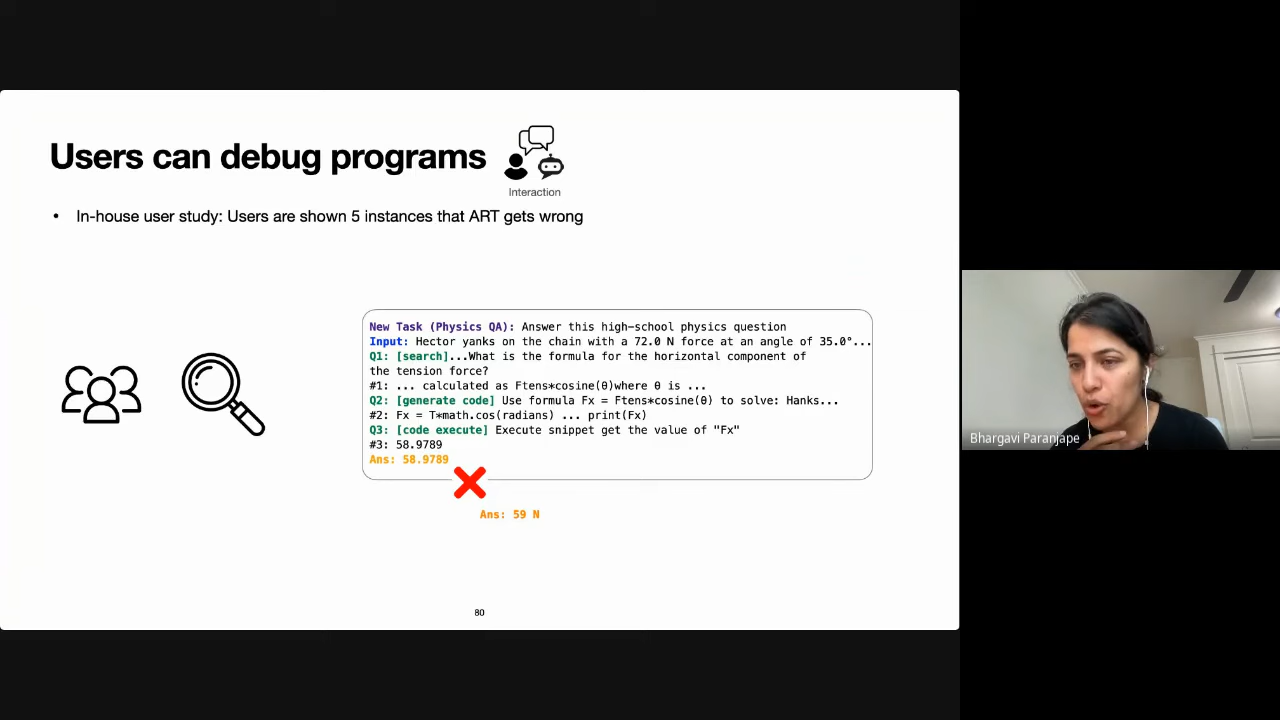 Users can debug programs
Interaction
• In-house user study: Users are shown 5 instances that ART gets wrong
New Task (Physics QA): Answer this high-school physics question
Input: Hector yanks on the chain with a 72.0 N force at an angle of 35.0°...
Q1: [search]...What is the formula for the horizontal component of
the tension force?
#1: ... calculated as Ftens*cosine(θ)where θ is ...
Q2: [generate code] Use formula Fx = Ftens*cosine(θ) to solve: Hanks...
#2: Fx = T*math.cos(radians) ... print(Fx)
Q3: [code execute] Execute snippet get the value of "Fx"
#3: 58.9789
Ans: 58.9789
Ans: 59 N
80
Bhargavi Paranjape